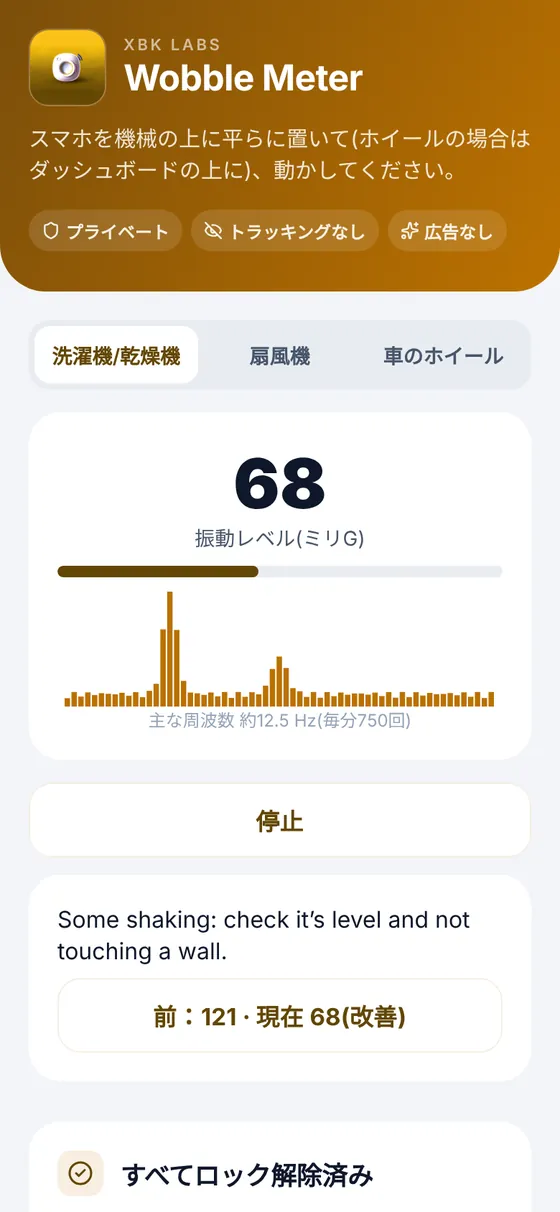 XBK LABS
Wobble Meter
スマホを機械の上に平らに置いて(ホイールの場合は
ダッシュボードの上に)、動かしてください。
プライベート
トラッキングなし
広告なし
洗濯機/乾燥機
扇風機
車のホイール
68
振動レベル(ミリG)
主な周波数 約12.5 Hz(毎分750回)
停止
Some shaking: check it’s level and not
touching a wall.
前：121 · 現在 68(改善)
すべてロック解除済み